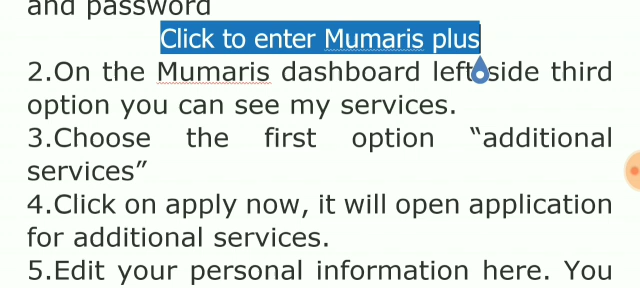 and password
Click to enter Mumaris plus
2.On the Mumaris dashboard left side third
option you can see my services.
3.Choose the first option “additional
services”
4.Click on apply now, it will open application
for additional services.
5.Edit your personal information here. You